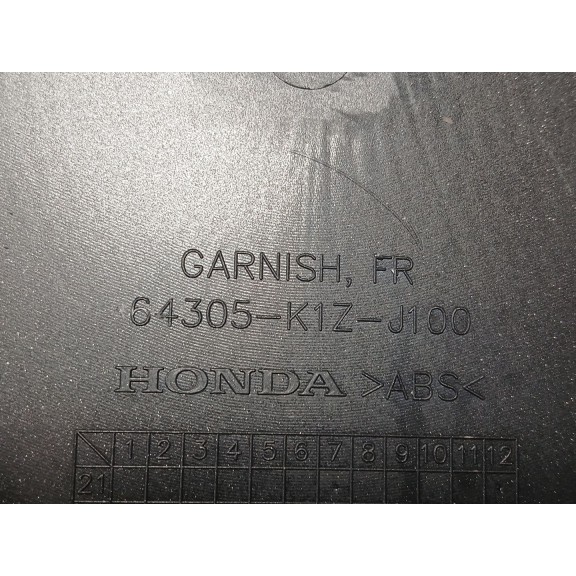 GARNISH, FR
64305-K1Z-J100
HONDA >ABS<
1 2 3 4 5 6 7 8 9 10 11 12
21